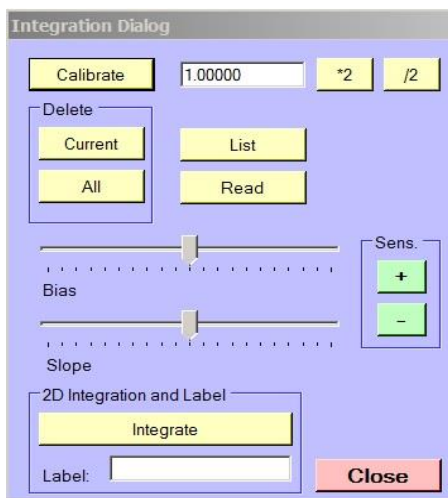 Integration Dialog
Calibrate 1.00000 *2 /2
Delete
Current List
All Read
Sens.
+
Bias
-
Slope
2D Integration and Label
Integrate
Label:
Close